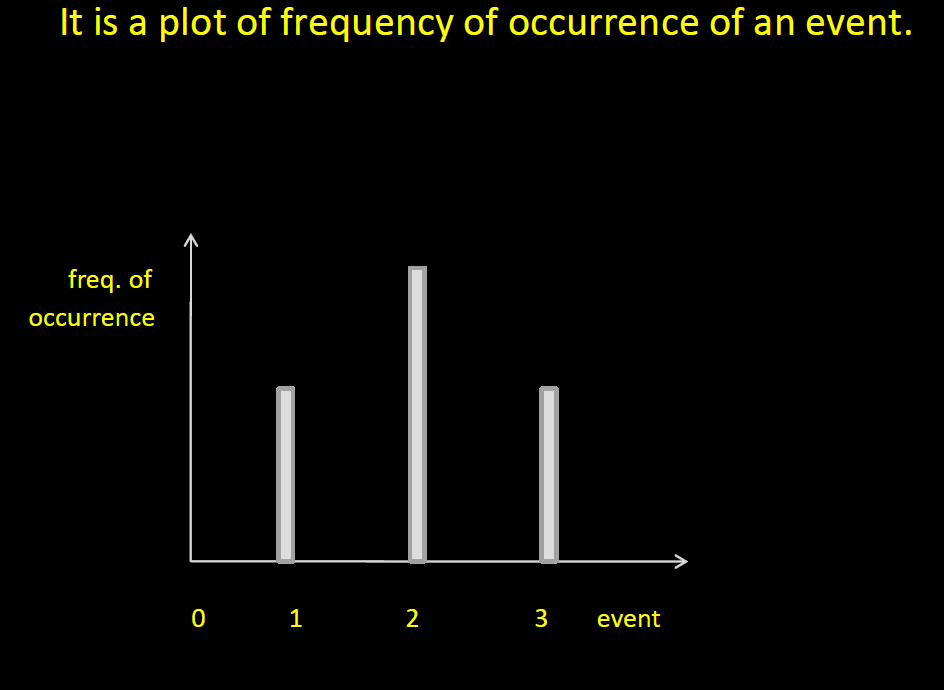 It is a plot of frequency of occurrence of an event.
freq. of
occurrence
0 1 2 3 event